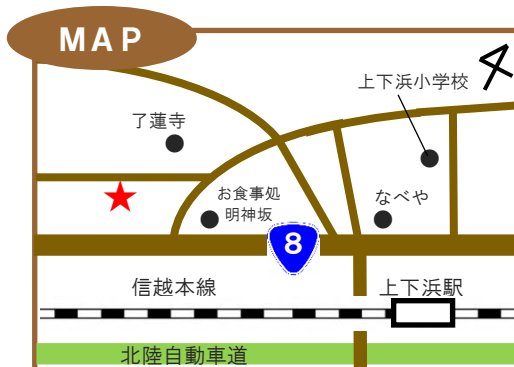 MAP
上下浜小学校
了蓮寺
お食事処
明神坂
なべや
8
信越本線
上下浜駅
北陸自動車道